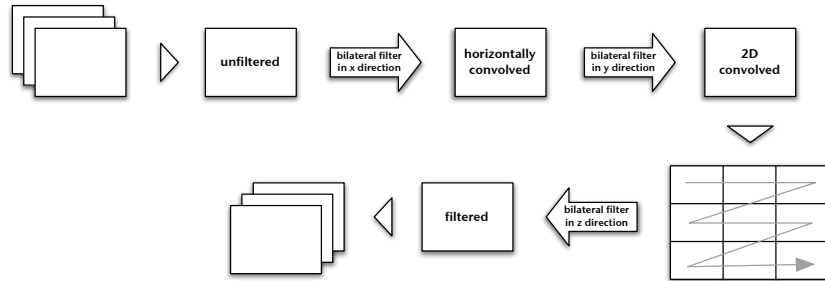 unfiltered
bilateral filter
in x direction
horizontally
convolved
bilateral filter
in y direction
2D
convolved
filtered
bilateral filter
in z direction